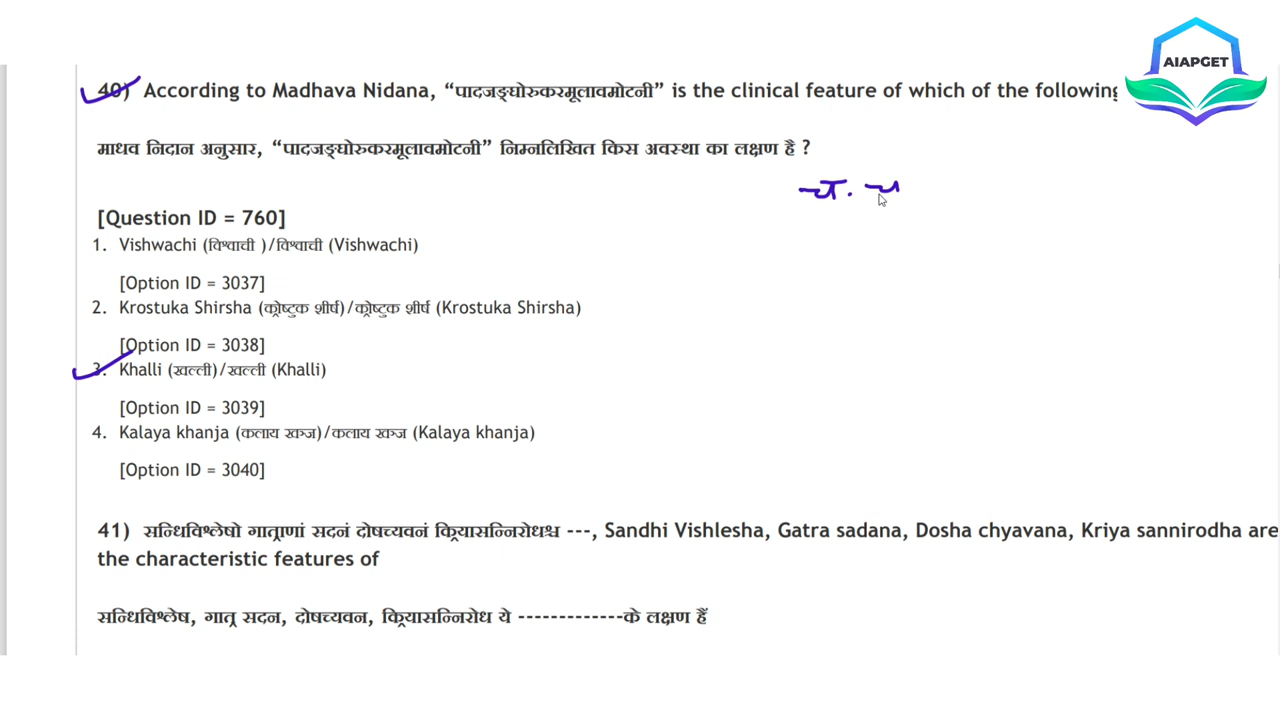 AIAPGET
40) According to Madhava Nidana, “पादजङ्घोरुकरमूलावमोटनी” is the clinical feature of which of the following
माधव निदान अनुसार, “पादजङ्घोरुकरमूलावमोटनी” निम्नलिखित किस अवस्था का लक्षण है ?
च. च
[Question ID = 760]
1. Vishwachi (विश्वाची )/विश्वाची (Vishwachi)
[Option ID = 3037]
2. Krostuka Shirsha (क्रोष्टुक शीर्ष)/क्रोष्टुक शीर्ष (Krostuka Shirsha)
[Option ID = 3038]
3. Khalli (खल्ली)/खल्ली (Khalli)
[Option ID = 3039]
4. Kalaya khanja (कलाय खञ्ज)/कलाय खञ्ज (Kalaya khanja)
[Option ID = 3040]
41) सन्धिविश्लेषो गात्राणां सदनं दोषच्यवनं क्रियासन्निरोधश्च ---, Sandhi Vishlesha, Gatra sadana, Dosha chyavana, Kriya sannirodha are
the characteristic features of
सन्धिविश्लेष, गात्र सदन, दोषच्यवन, क्रियासन्निरोध ये -------------के लक्षण हैं